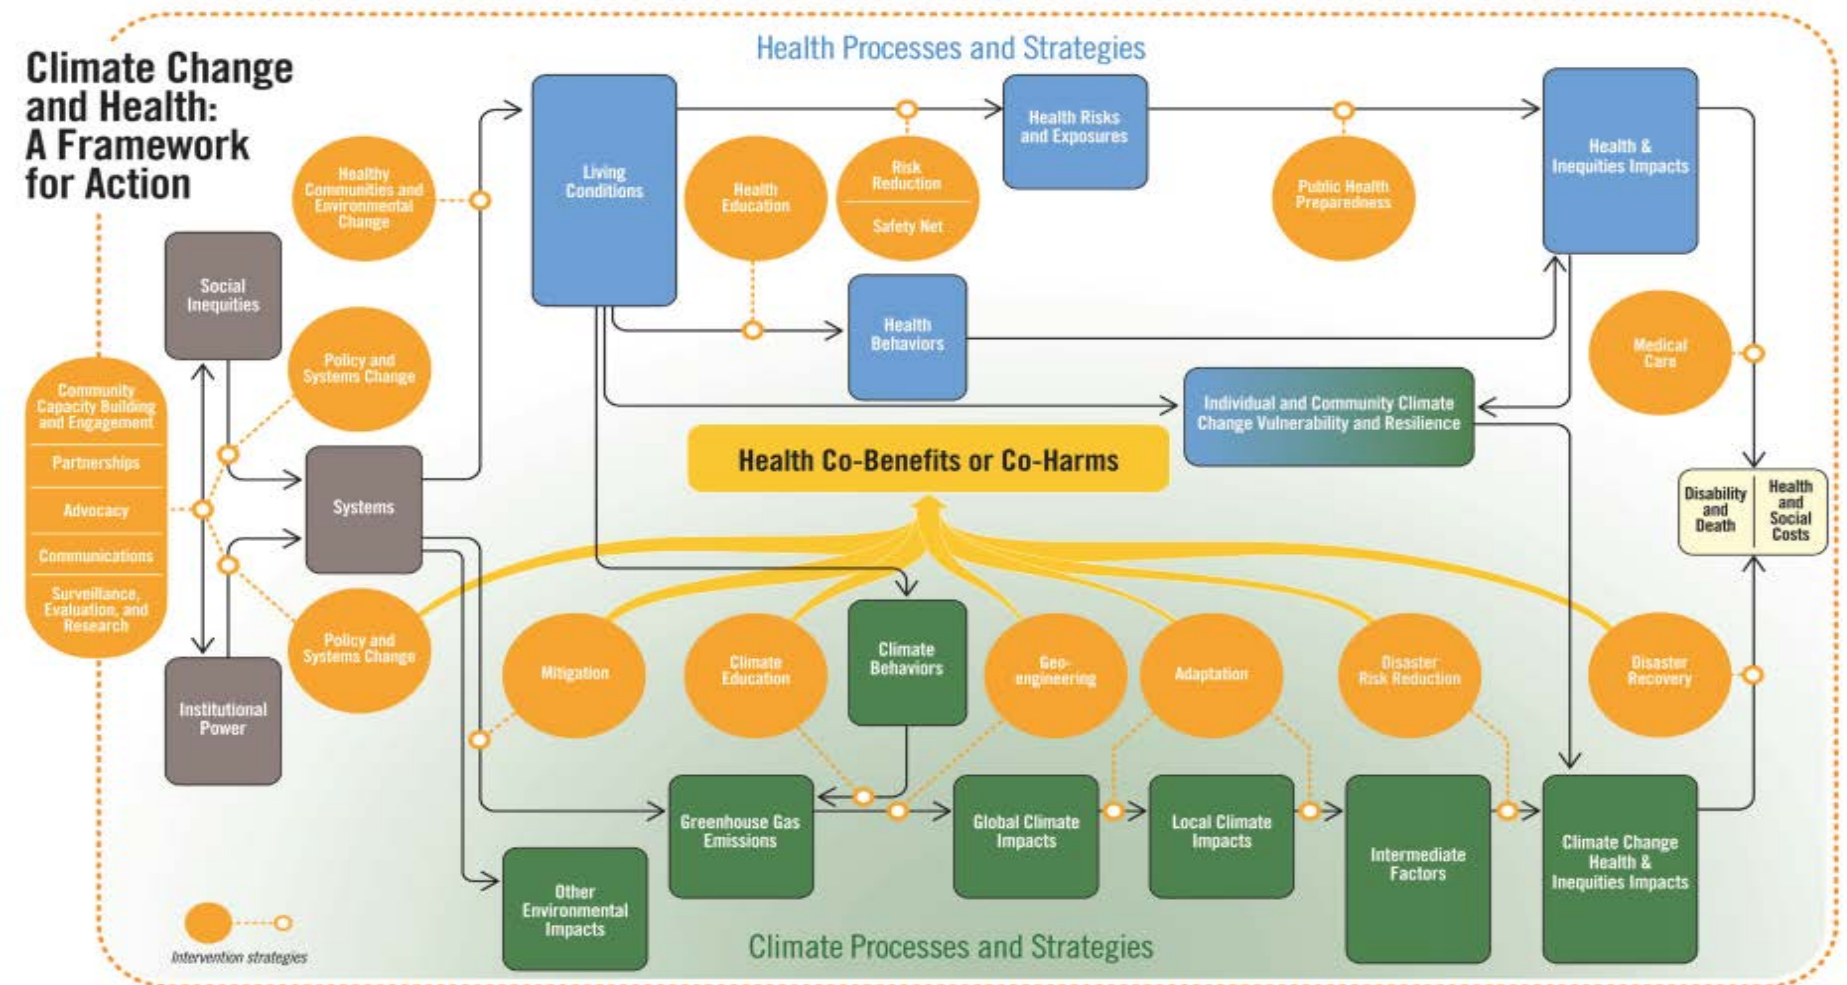 Climate Change
and Health:
A Framework
for Action
Health Processes and Strategies
Healthy
Communities and
Environmental
Change
Living
Conditions
Health
Education
Risk
Reduction
Safety Net
Health Risks
and Exposures
Public Health
Preparedness
Health &
Inequities Impacts
Social
Inequities
Policy and
Systems Change
Health
Behaviors
Medical
Care
Community
Capacity Building
and Engagement
Partnerships
Advocacy
Communications
Surveillance,
Evaluation, and
Research
Individual and Community Climate
Change Vulnerability and Resilience
Health Co-Benefits or Co-Harms
Systems
Disability
and
Death
Health
and
Social
Costs
Policy and
Systems Change
Institutional
Power
Mitigation
Climate
Education
Climate
Behaviors
Geo-
engineering
Adaptation
Disaster
Risk Reduction
Disaster
Recovery
Greenhouse Gas
Emissions
Global Climate
Impacts
Local Climate
Impacts
Intermediate
Factors
Climate Change
Health &
Inequities Impacts
Other
Environmental
Impacts
Climate Processes and Strategies
Intervention strategies